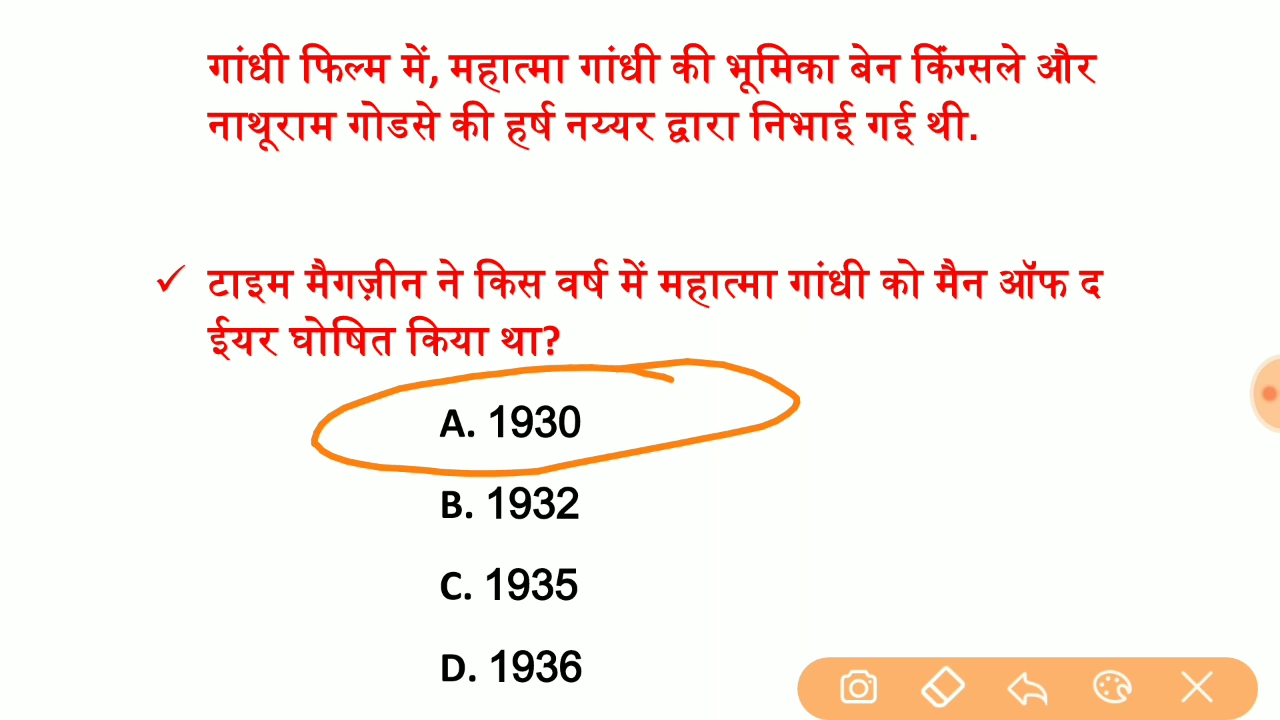 गांधी फिल्म में, महात्मा गांधी की भूमिका बेन किंग्सले और
नाथूराम गोडसे की हर्ष नय्यर द्वारा निभाई गई थी.
✓ टाइम मैगज़ीन ने किस वर्ष में महात्मा गांधी को मैन ऑफ द
ईयर घोषित किया था?
A. 1930
B. 1932
C. 1935
D. 1936